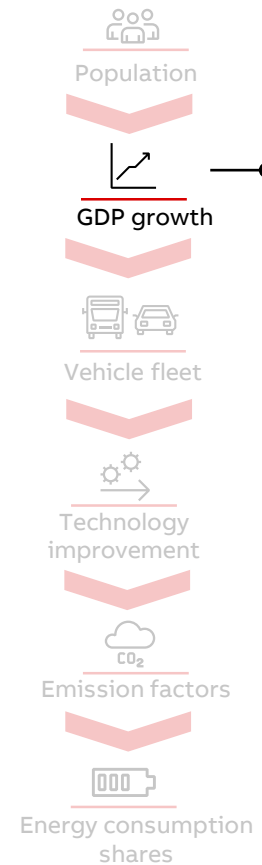 Population
GDP growth
Vehicle fleet
Technology
improvement
CO₂
Emission factors
Energy consumption
shares